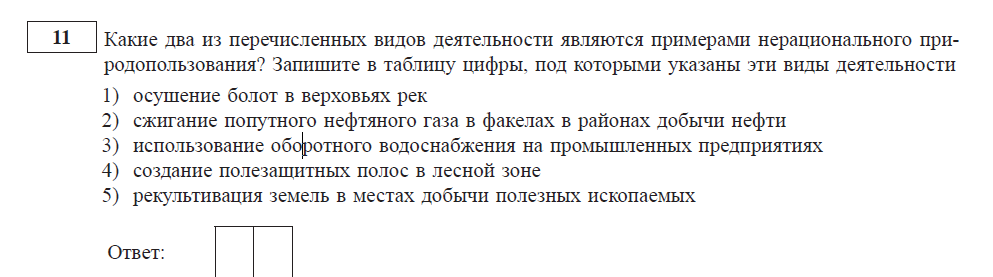 11 Какие два из перечисленных видов деятельности являются примерами нерационального при-
родопользования? Запишите в таблицу цифры, под которыми указаны эти виды деятельности
1) осушение болот в верховьях рек
2) сжигание попутного нефтяного газа в факелах в районах добычи нефти
3) использование оборотного водоснабжения на промышленных предприятиях
4) создание полезащитных полос в лесной зоне
5) рекультивация земель в местах добычи полезных ископаемых
Ответ: